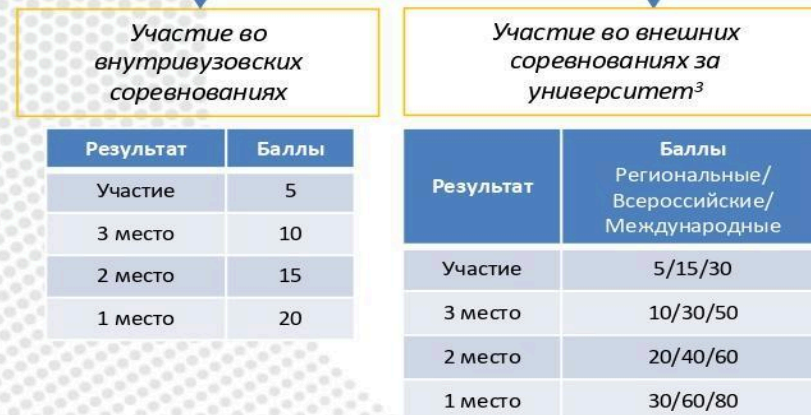 Участие во
внутривузовских
соревнованиях
Результат Баллы
Участие 5
3 место 10
2 место 15
1 место 20
Участие во внешних
соревнованиях за
университет³
Результат
Баллы
Региональные/
Всероссийские/
Международные
Участие 5/15/30
3 место 10/30/50
2 место 20/40/60
1 место 30/60/80